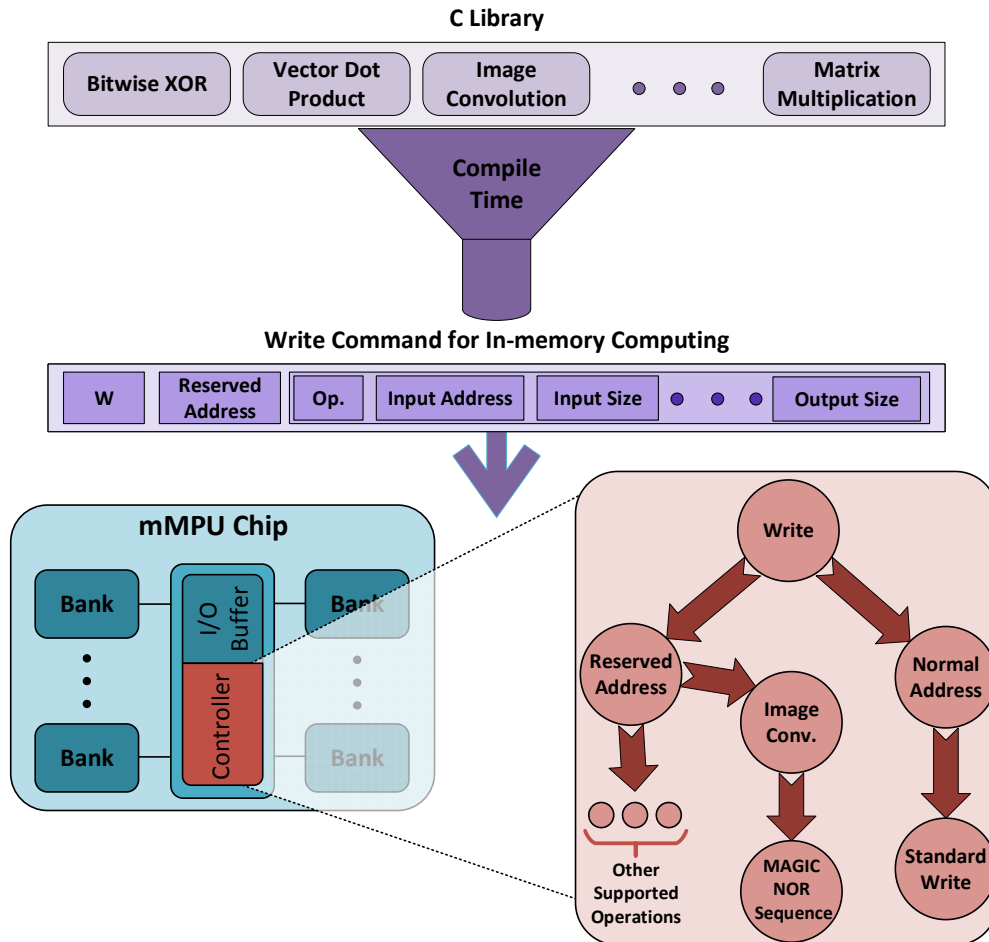 C Library
Bitwise XOR
Vector Dot
Product
Image
Convolution
Matrix
Multiplication
Compile
Time
Write Command for In-memory Computing
W
Reserved
Address
Op.
Input Address
Input Size
Output Size
mMPU Chip
Bank
I/O
Buffer
Bank
Controller
Bank
Bank
Write
Reserved
Address
Normal
Address
Image
Conv.
Other
Supported
Operations
MAGIC
NOR
Sequence
Standard
Write